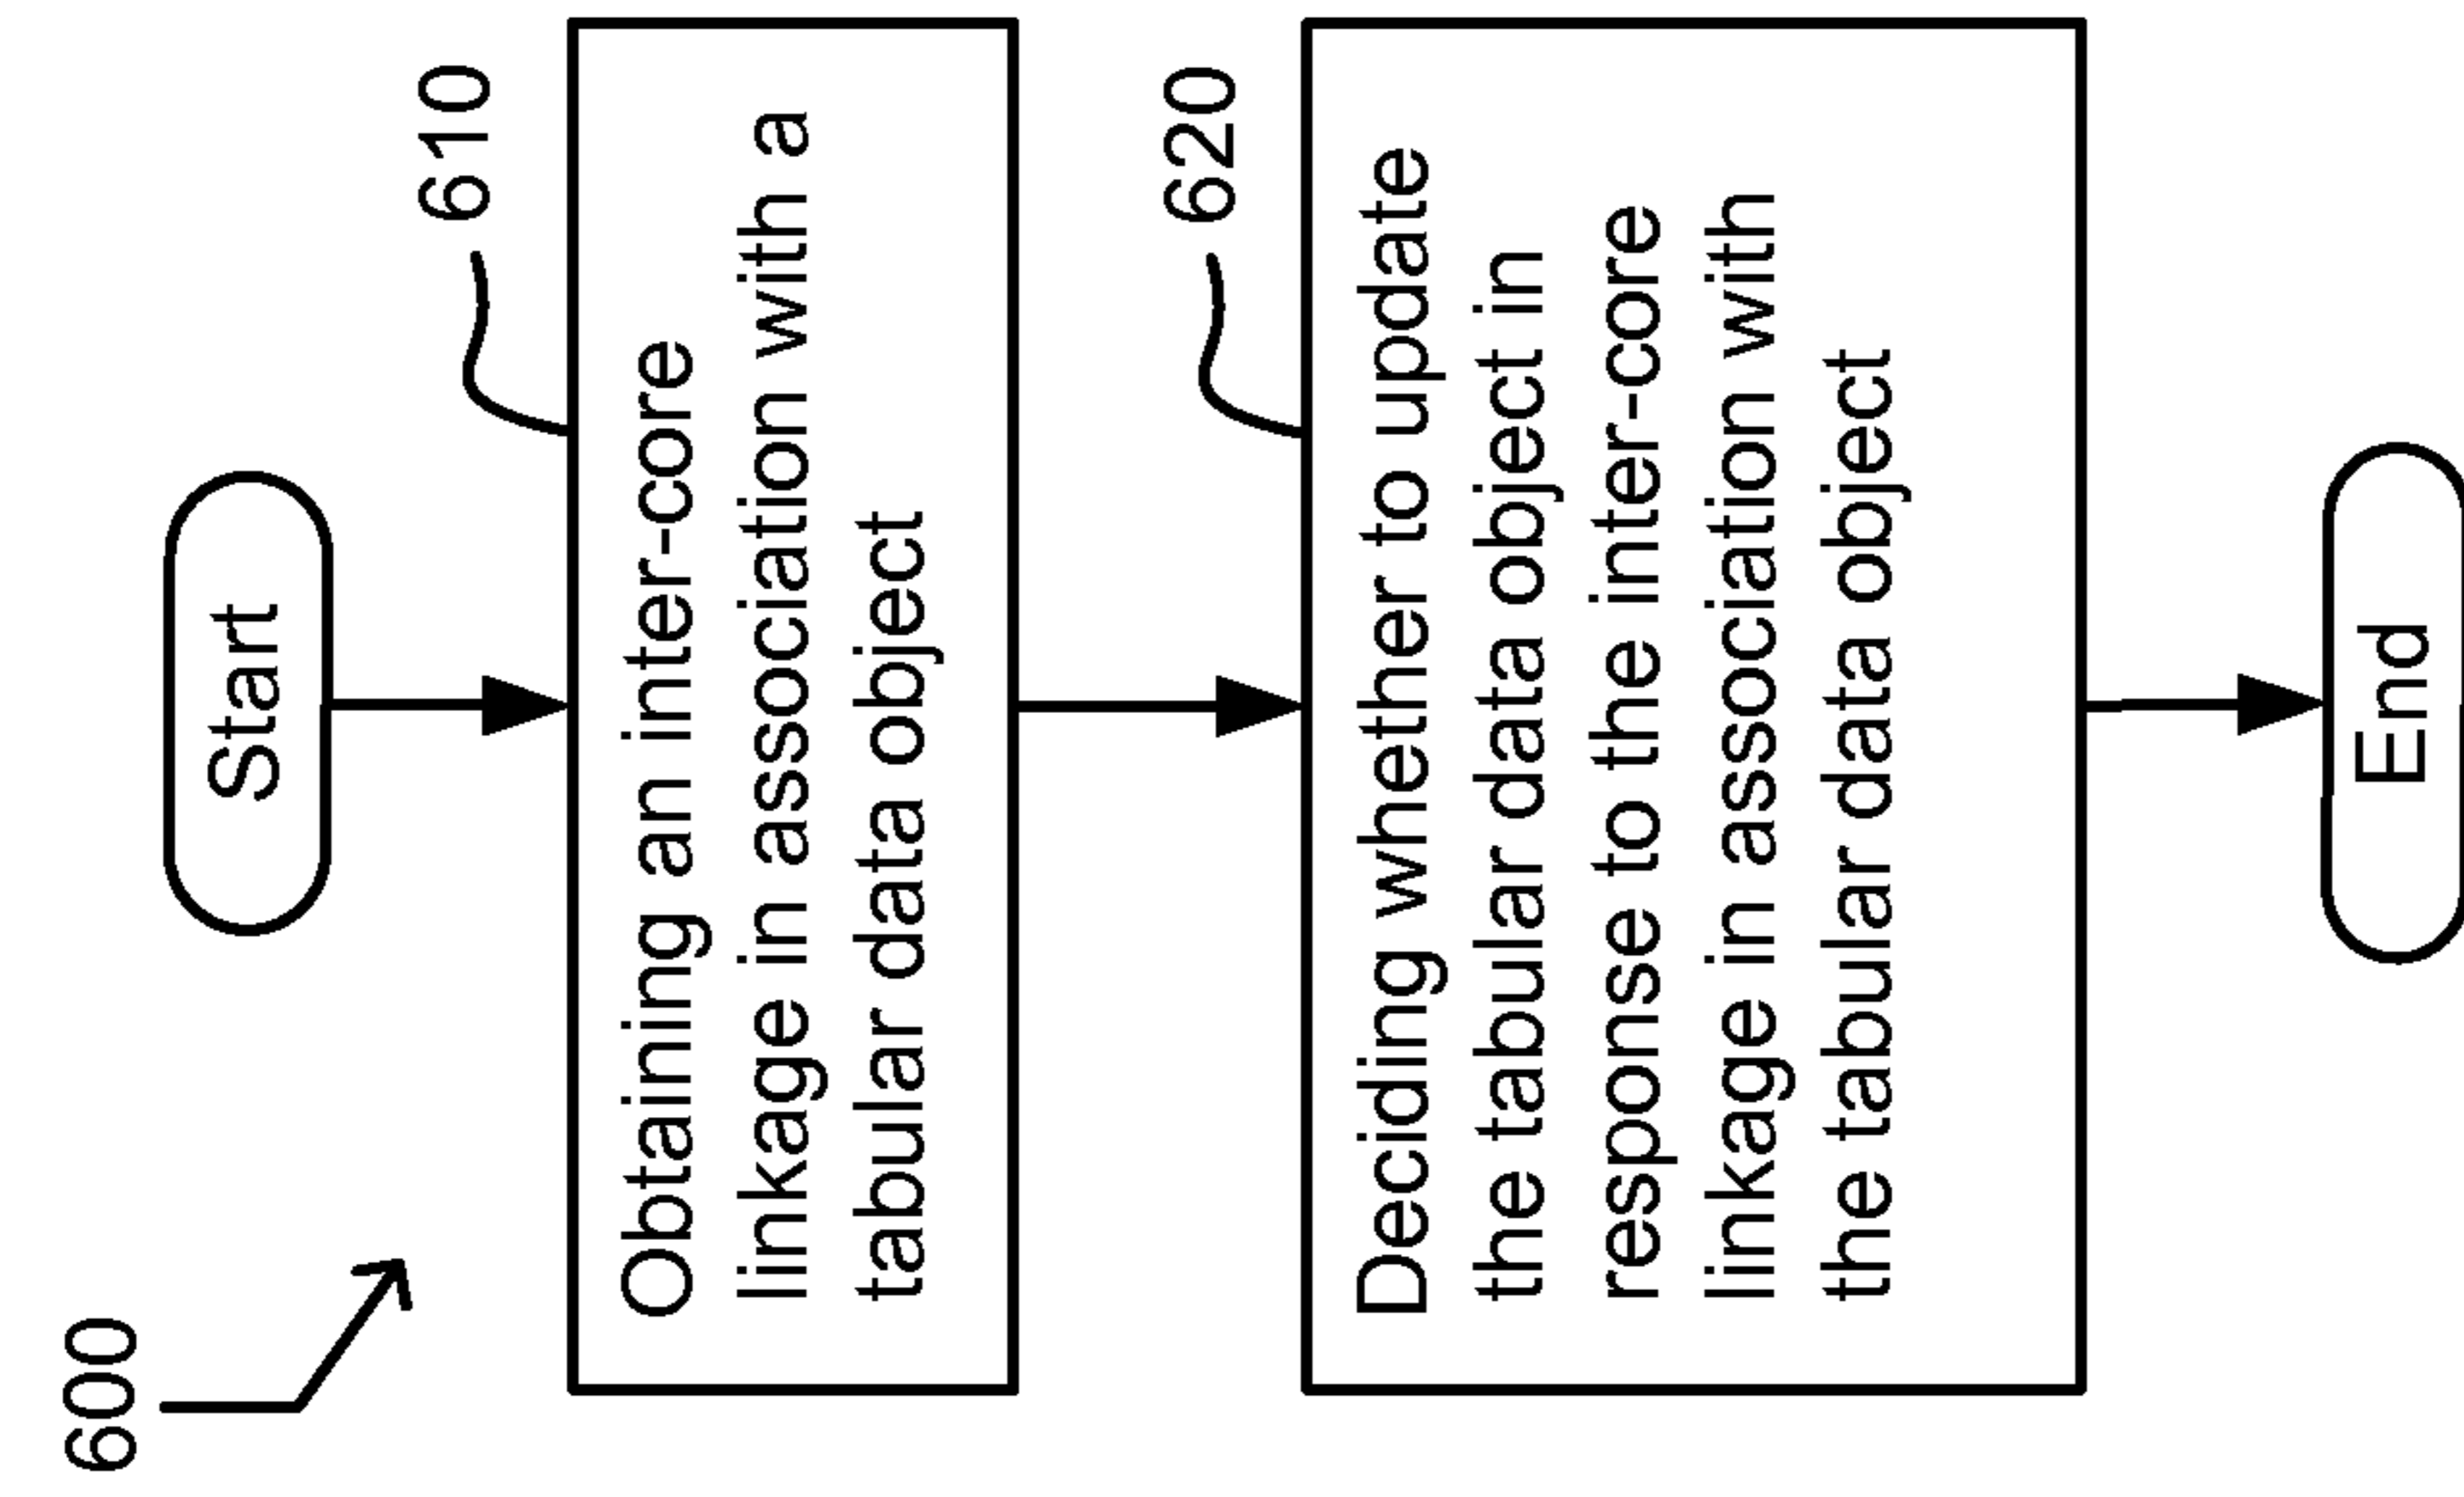 600
Start
610
Obtaining an inter-core
linkage in association with a
tabular data object
620
Deciding whether to update
the tabular data object in
response to the inter-core
linkage in association with
the tabular data object
End